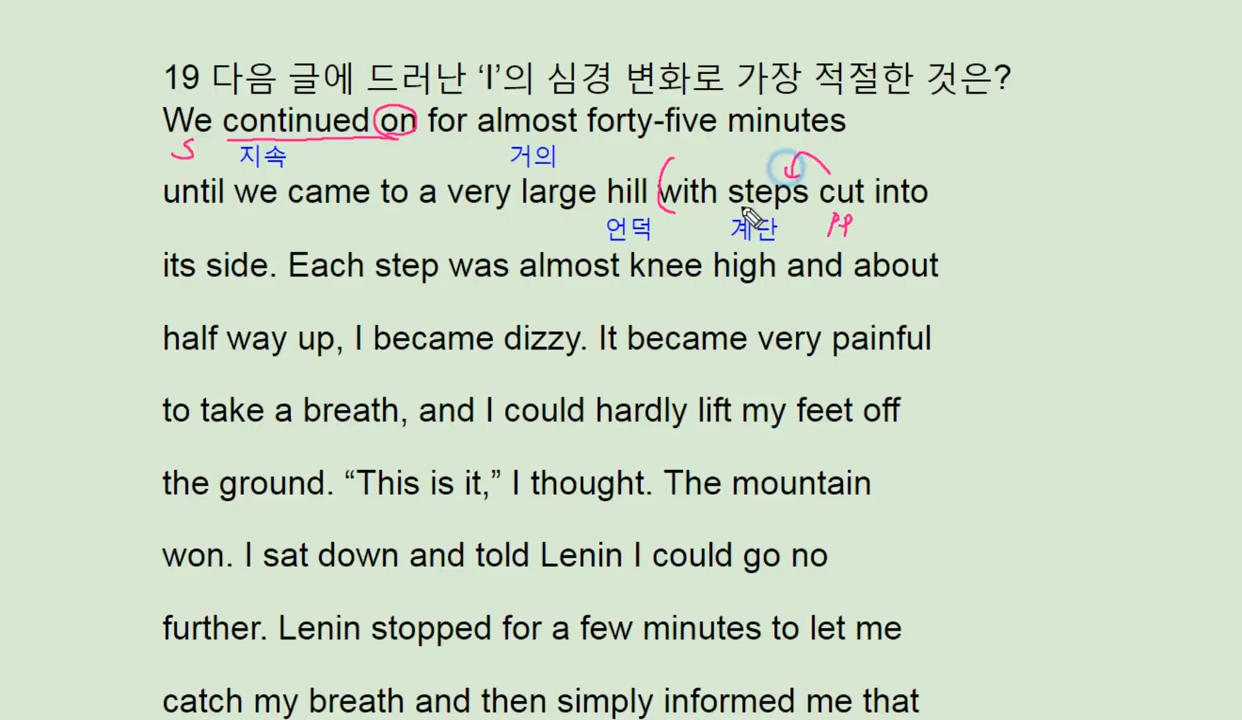 19 다음 글에 드러난 ‘I’의 심경 변화로 가장 적절한 것은?
We continued on for almost forty-five minutes
S 지속 거의
until we came to a very large hill (with steps cut into
언덕 계단 PP
its side. Each step was almost knee high and about
half way up, I became dizzy. It became very painful
to take a breath, and I could hardly lift my feet off
the ground. “This is it,” I thought. The mountain
won. I sat down and told Lenin I could go no
further. Lenin stopped for a few minutes to let me
catch my breath and then simply informed me that